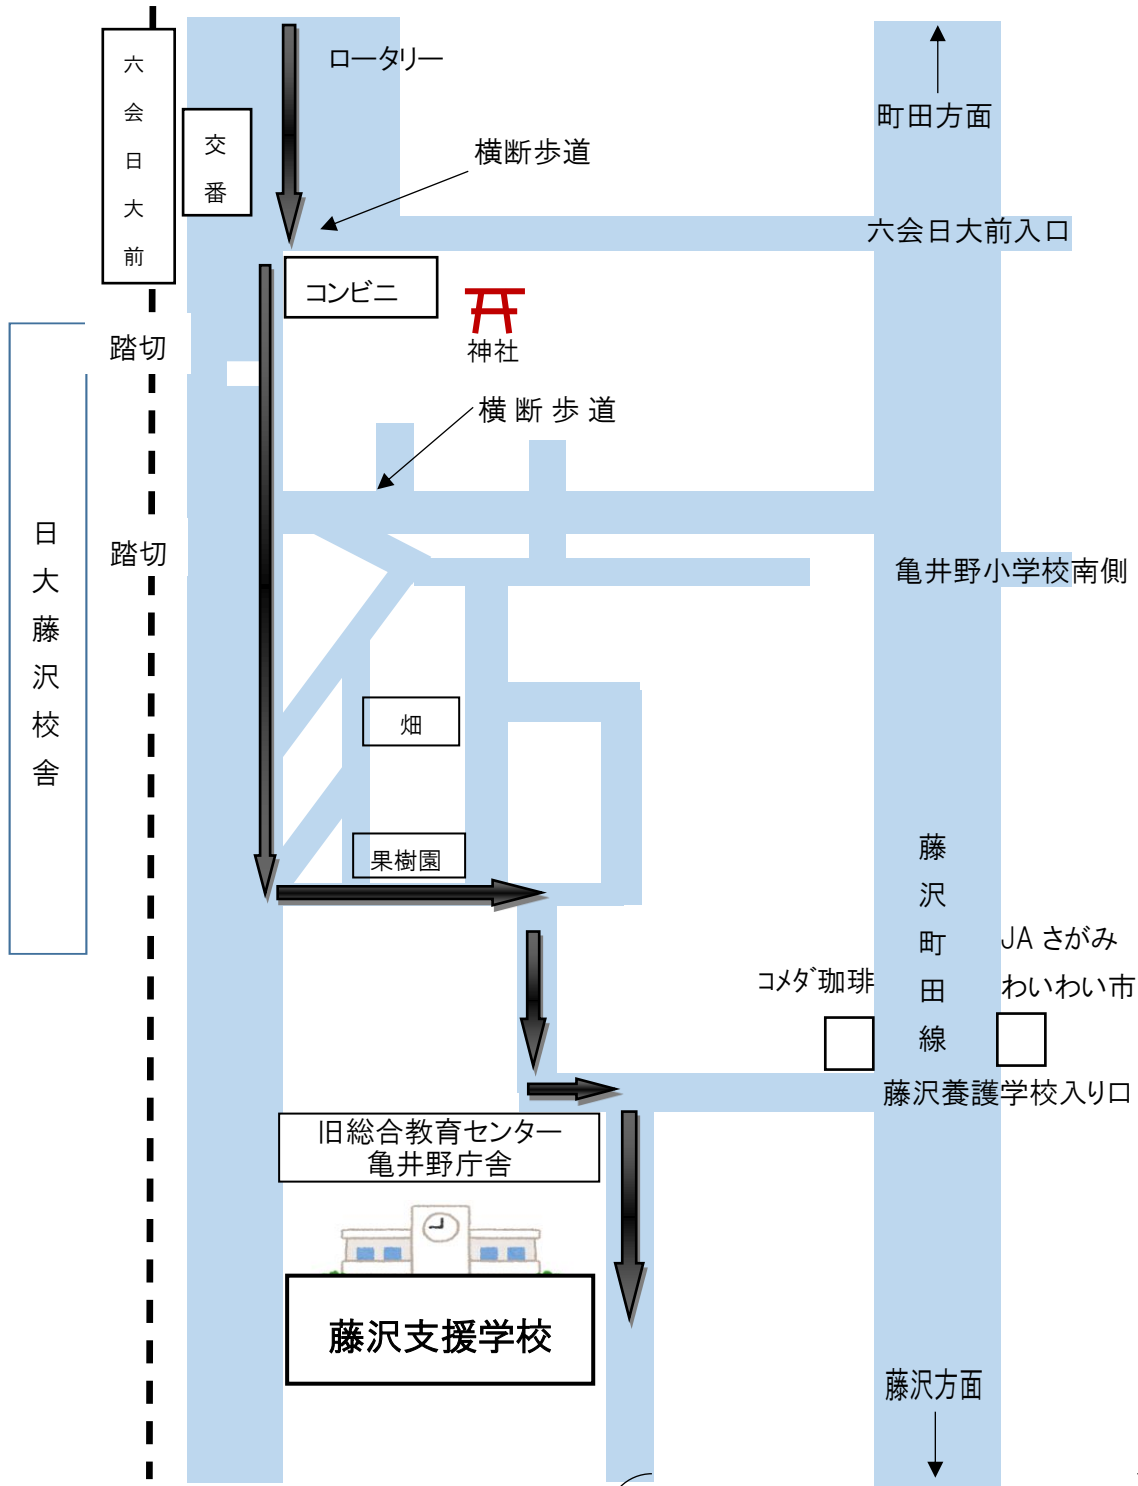 六会日大前
ロータリー
交番
町田方面
横断歩道
六会日大前入口
コンビニ
踏切
神社
横断歩道
日大藤沢校舎
踏切
亀井野小学校南側
畑
果樹園
藤沢町田線
JAさがみ
わいわい市
コメダ珈琲
藤沢養護学校入り口
旧総合教育センター
亀井野庁舎
藤沢支援学校
藤沢方面